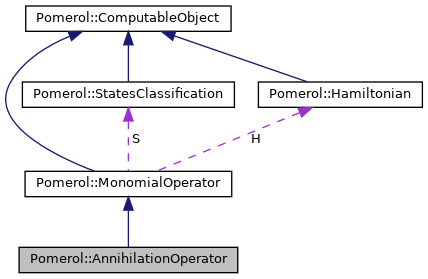 Pomerol::ComputableObject
Pomerol::StatesClassification
Pomerol::Hamiltonian
S
H
Pomerol::MonomialOperator
Pomerol::AnnihilationOperator